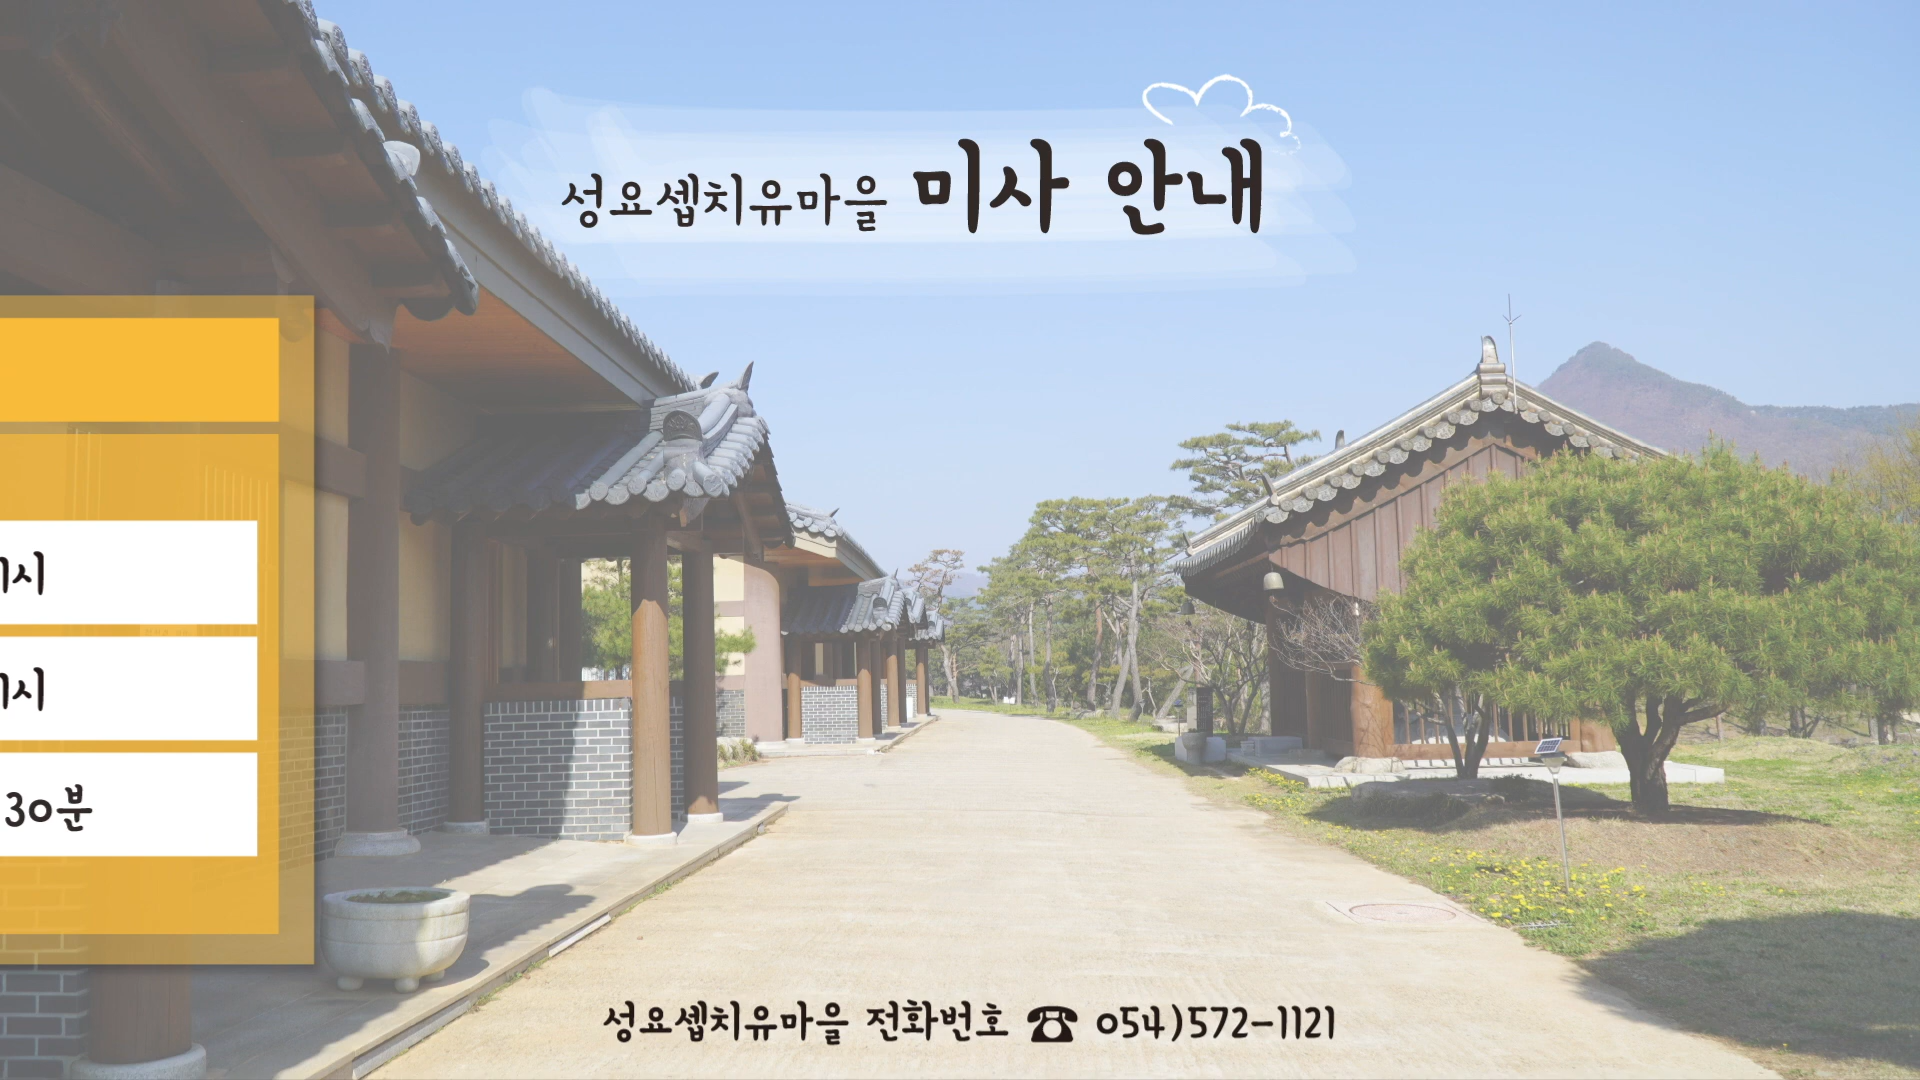 성요셉치유마을 미사 안내
시
시
30분
성요셉치유마을 전화번호 ☎ 054)572-1121